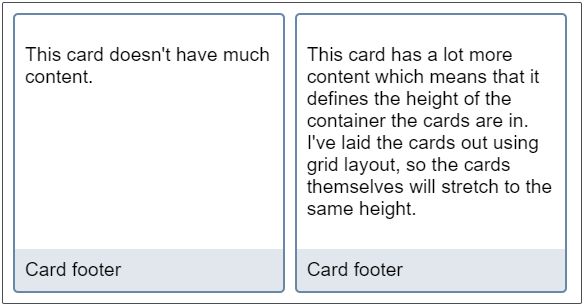 This card doesn't have much
content.
Card footer
This card has a lot more
content which means that it
defines the height of the
container the cards are in.
I've laid the cards out using
grid layout, so the cards
themselves will stretch to the
same height.
Card footer